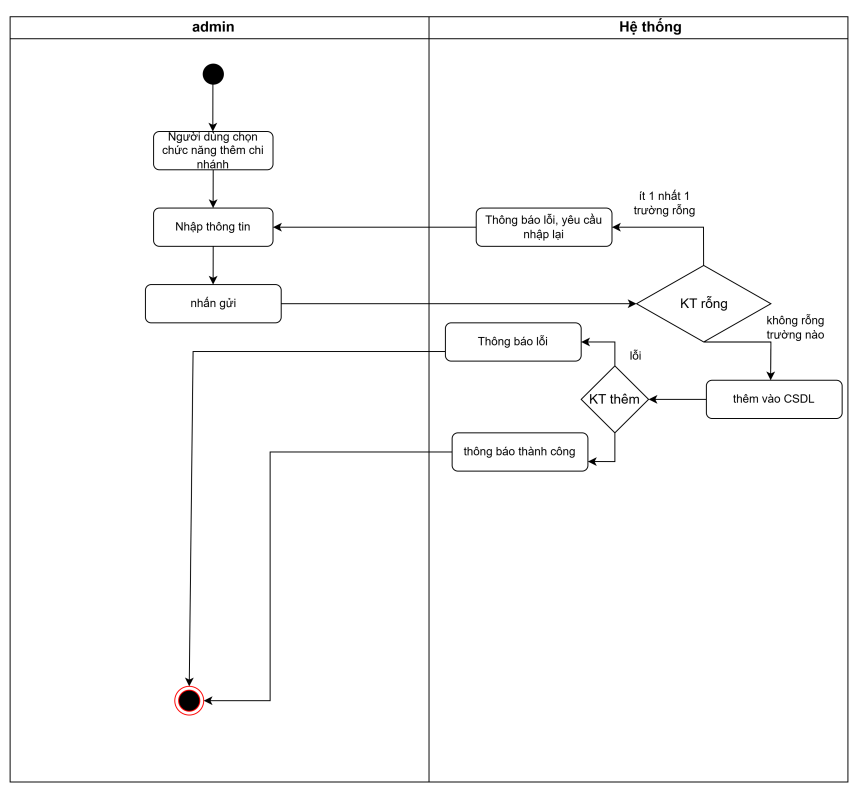 admin
Hệ thống
Người dùng chọn
chức năng thêm chi
nhánh
ít 1 nhất 1
trường rỗng
Nhập thông tin
Thông báo lỗi, yêu cầu
nhập lại
nhấn gửi
KT rỗng
không rỗng
trường nào
Thông báo lỗi
lỗi
KT thêm
thêm vào CSDL
thông báo thành công